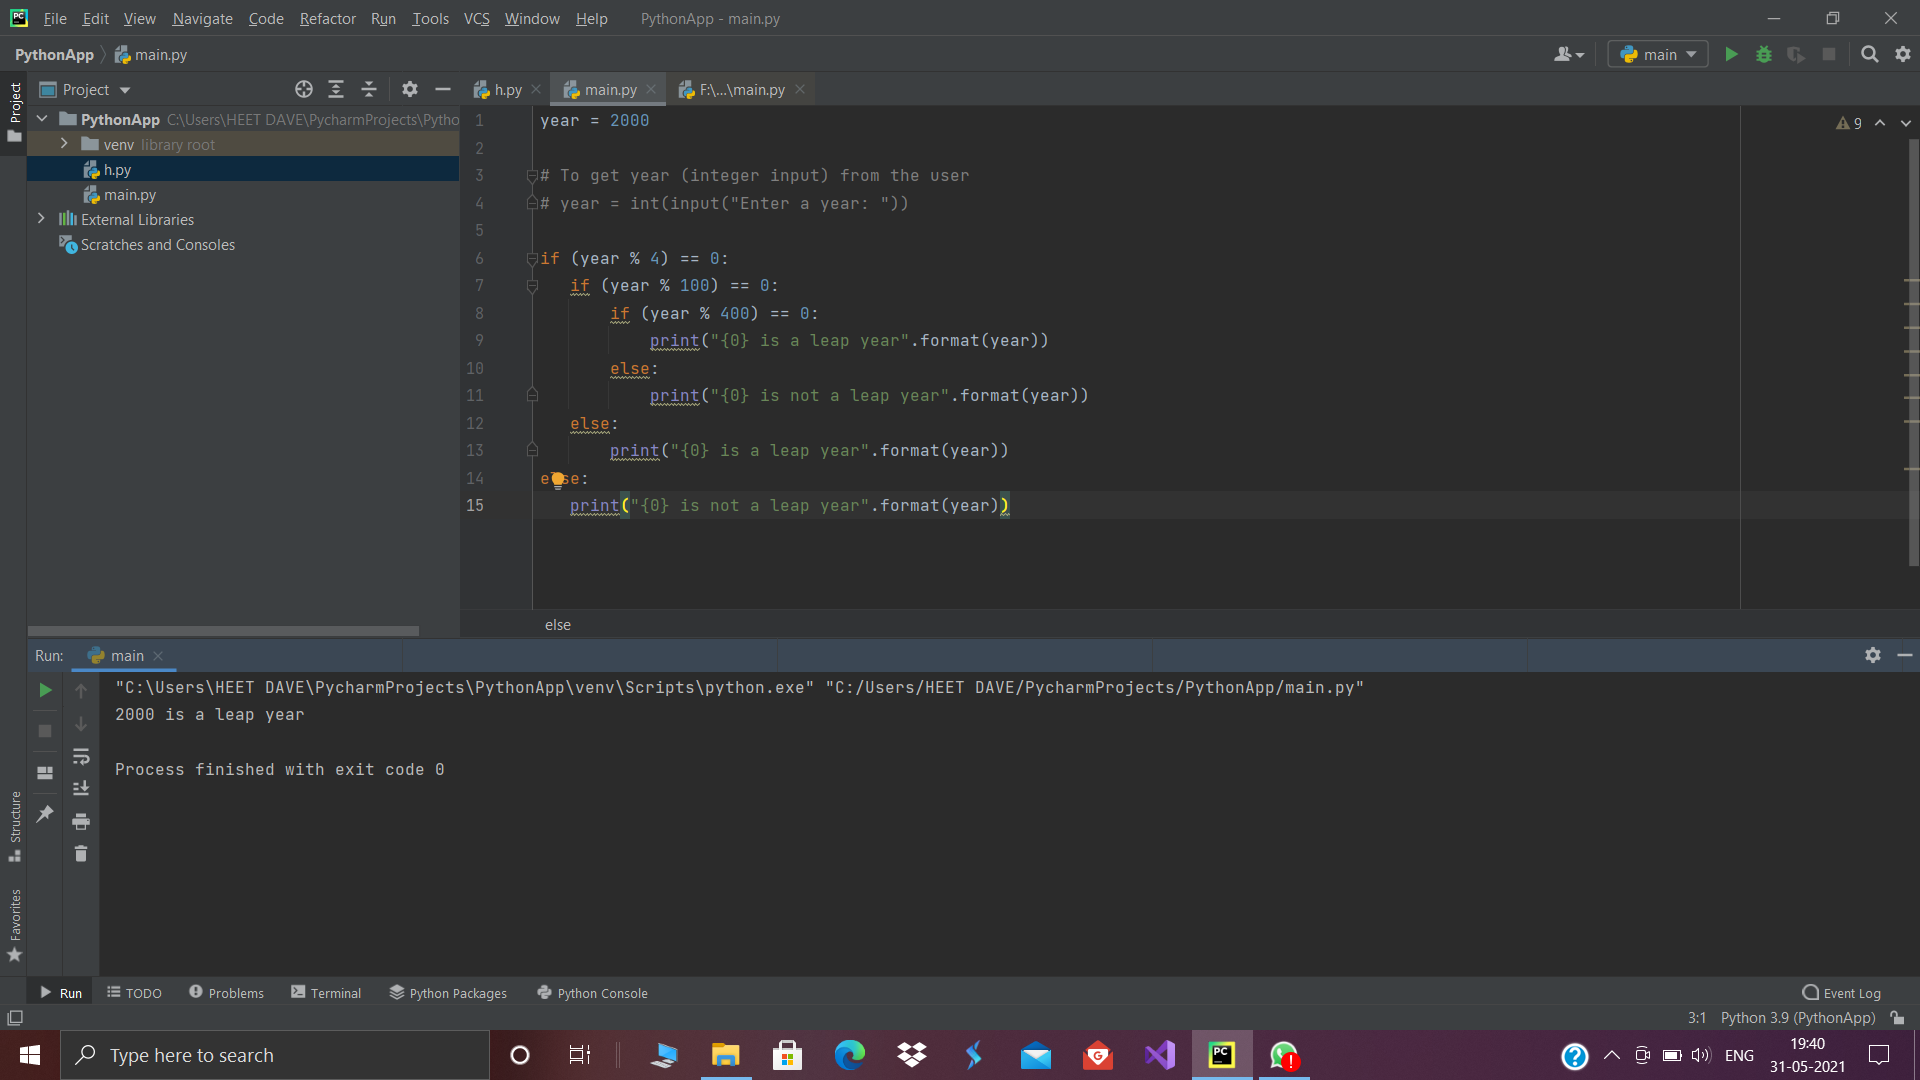 File Edit View Navigate Code Refactor Run Tools VCS Window Help PythonApp - main.py
PythonApp main.py main
Project h.py main.py F:\...\main.py
Project
PythonApp C:\Users\HEET DAVE\PycharmProjects\Pytho
venv library root
h.py
main.py
External Libraries
Scratches and Consoles
9
1 year = 2000
2
3 # To get year (integer input) from the user
4 # year = int(input("Enter a year: "))
5
6 if (year % 4) == 0:
7    if (year % 100) == 0:
8        if (year % 400) == 0:
9            print("{0} is a leap year".format(year))
10        else:
11            print("{0} is not a leap year".format(year))
12    else:
13        print("{0} is a leap year".format(year))
14 else:
15    print("{0} is not a leap year".format(year))
else
Run: main
"C:\Users\HEET DAVE\PycharmProjects\PythonApp\venv\Scripts\python.exe" "C:/Users/HEET DAVE/PycharmProjects/PythonApp/main.py"
2000 is a leap year
Process finished with exit code 0
Structure
Favorites
Run TODO Problems Terminal Python Packages Python Console Event Log
3:1 Python 3.9 (PythonApp)
Type here to search
PC
ENG
19:40
31-05-2021